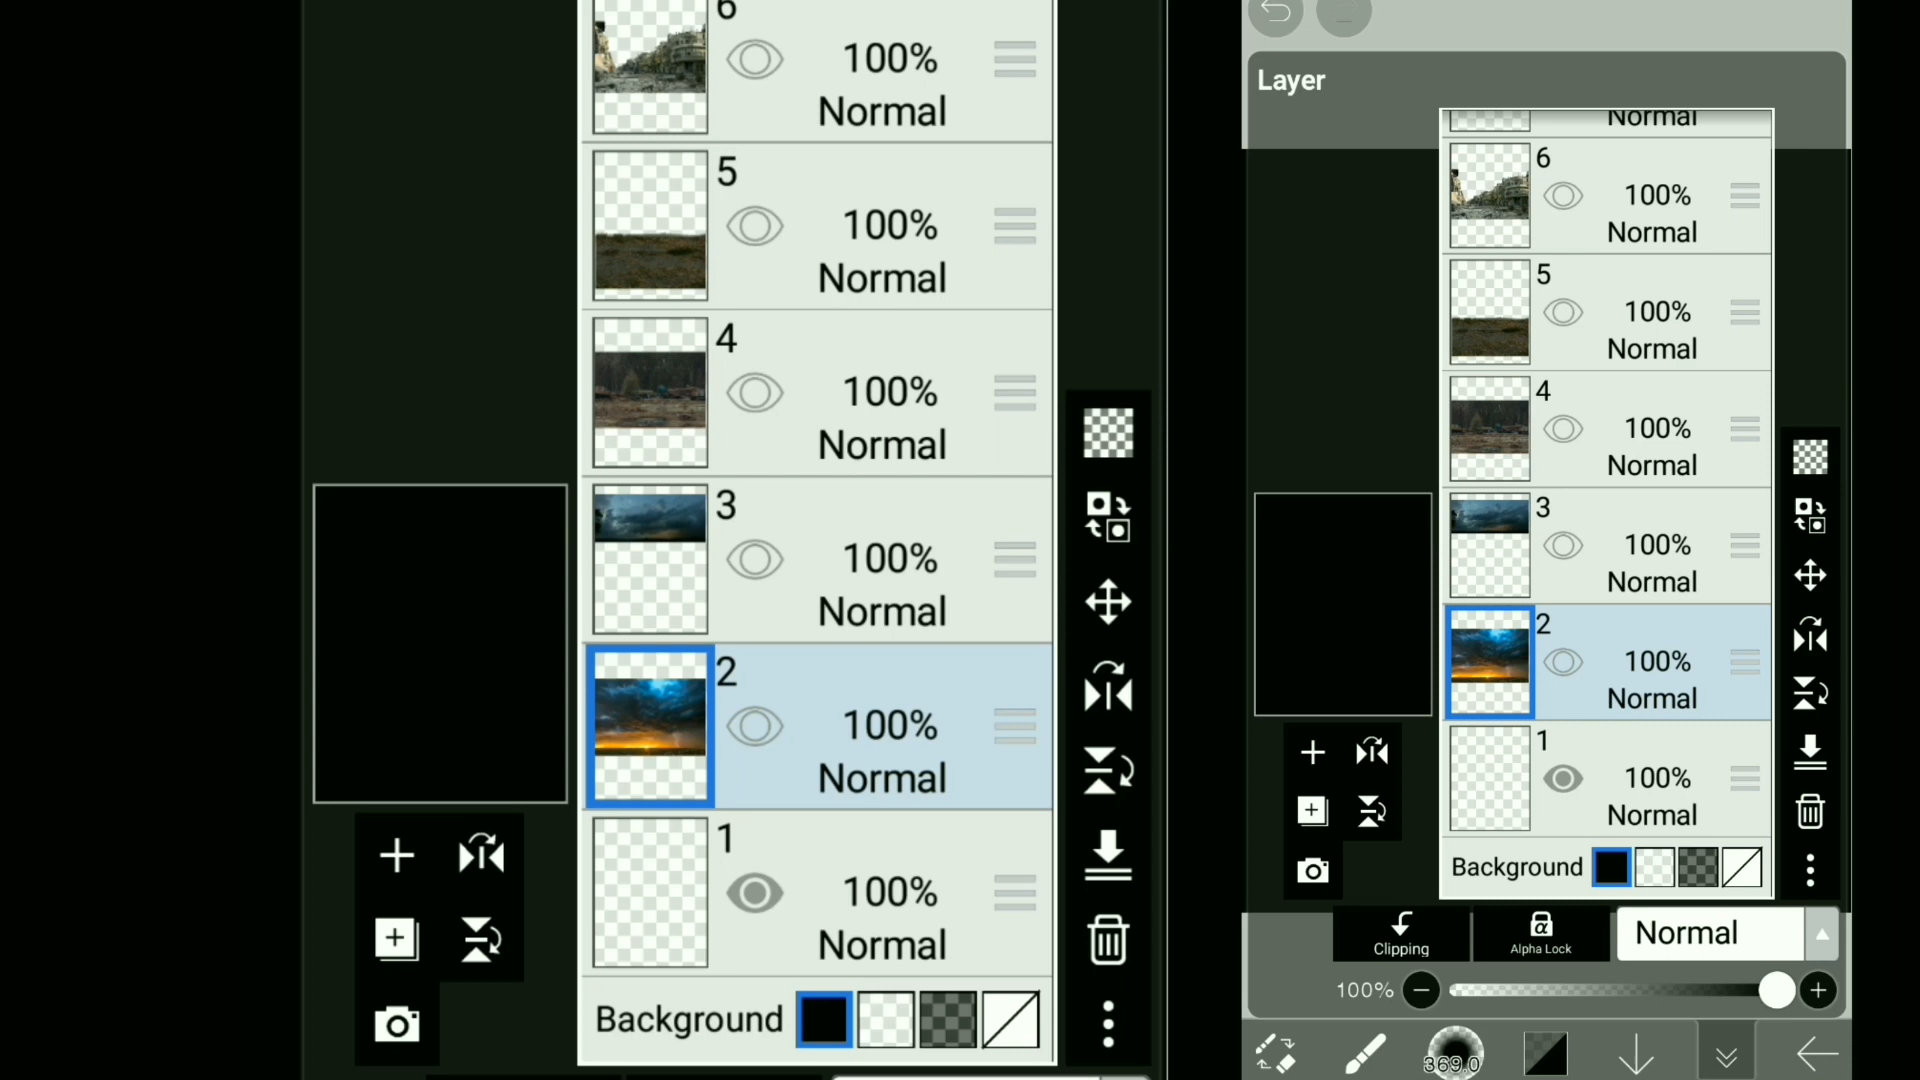 6
100%
Normal
5
100%
Normal
4
100%
Normal
3
100%
Normal
2
100%
Normal
1
100%
Normal
Background
Layer
Normal
6
100%
Normal
5
100%
Normal
4
100%
Normal
3
100%
Normal
2
100%
Normal
1
100%
Normal
Background
Clipping
α
Alpha Lock
Normal
100%
369.0